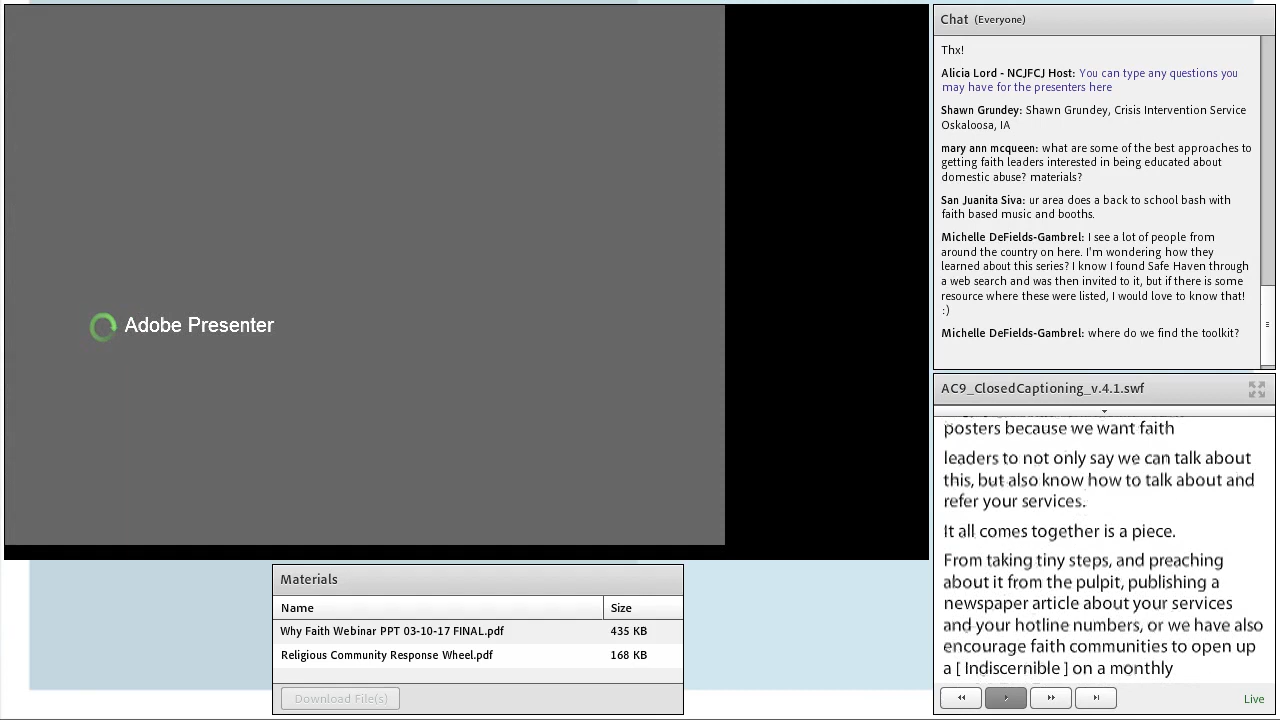 Adobe Presenter
Chat (Everyone)
Thx!
Alicia Lord - NCJFCJ Host: You can type any questions you
may have for the presenters here
Shawn Grundey: Shawn Grundey, Crisis Intervention Service
Oskaloosa, IA
mary ann mcqueen: what are some of the best approaches to
getting faith leaders interested in being educated about
domestic abuse? materials?
San Juanita Siva: ur area does a back to school bash with
faith based music and booths.
Michelle DeFields-Gambrel: I see a lot of people from
around the country on here. I'm wondering how they
learned about this series? I know I found Safe Haven through
a web search and was then invited to it, but if there is some
resource where these were listed, I would love to know that!
:)
Michelle DeFields-Gambrel: where do we find the toolkit?
AC9_ClosedCaptioning_v.4.1.swf
posters because we want faith
leaders to not only say we can talk about
this, but also know how to talk about and
refer your services.
It all comes together is a piece.
From taking tiny steps, and preaching
about it from the pulpit, publishing a
newspaper article about your services
and your hotline numbers, or we have also
encourage faith communities to open up
a [ Indiscernible ] on a monthly
Live
Materials
Name Size
Why Faith Webinar PPT 03-10-17 FINAL.pdf 435 KB
Religious Community Response Wheel.pdf 168 KB
Download File(s)